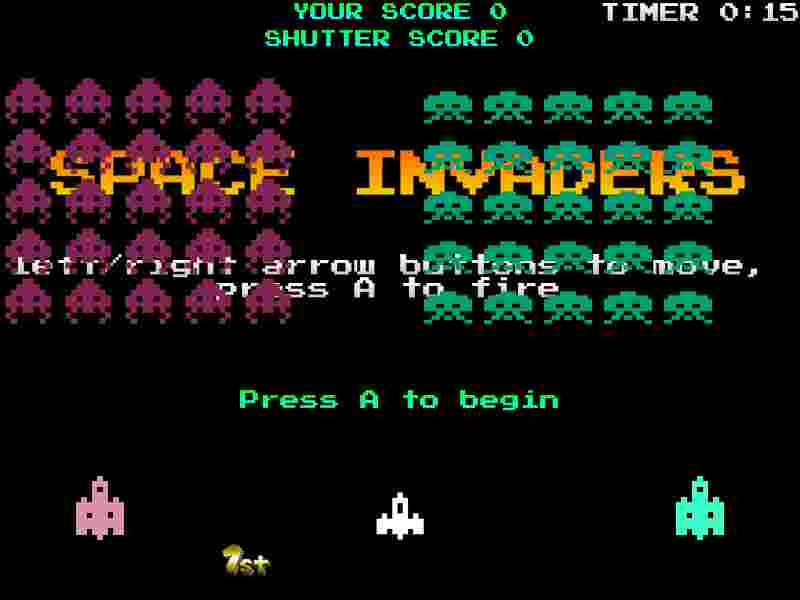 YOUR SCORE 0
TIMER 0:15
SHUTTER SCORE 0
SPACE INVADERS
left/right arrow buttons to move,
press A to fire
Press A to begin
1st